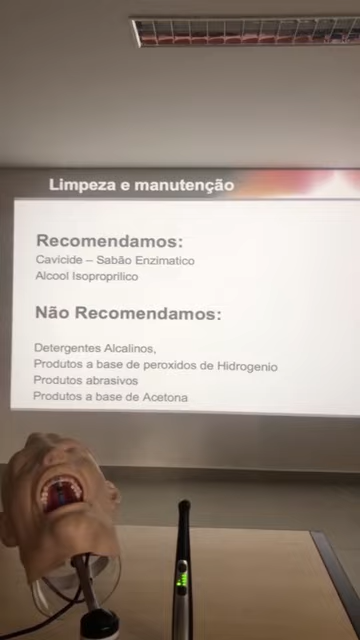 Limpeza e manutenção
Recomendamos:
Cavicide – Sabão Enzimatico
Alcool Isoproprilico
Não Recomendamos:
Detergentes Alcalinos,
Produtos a base de peroxidos de Hidrogenio
Produtos abrasivos
Produtos a base de Acetona